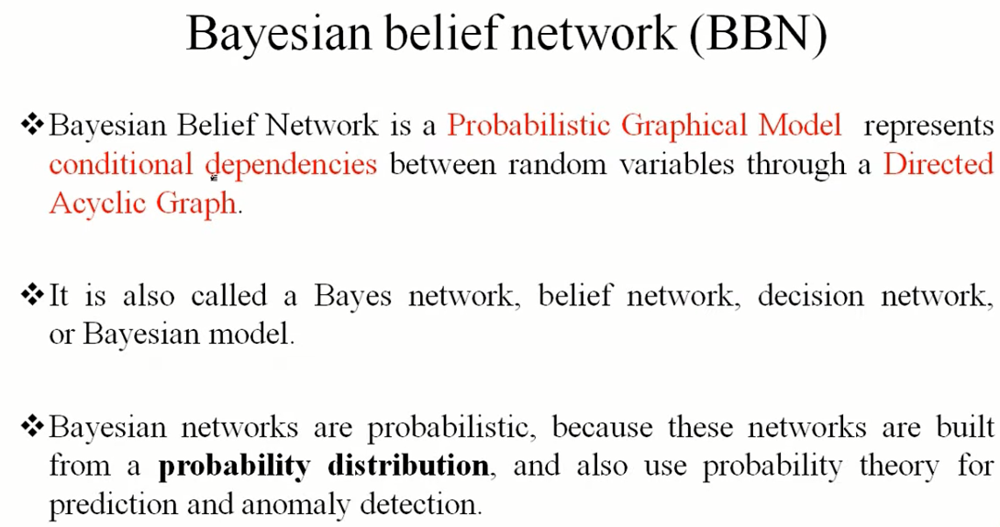 Bayesian belief network (BBN)
❖Bayesian Belief Network is a Probabilistic Graphical Model represents
conditional dependencies between random variables through a Directed
Acyclic Graph.
❖It is also called a Bayes network, belief network, decision network,
or Bayesian model.
❖Bayesian networks are probabilistic, because these networks are built
from a probability distribution, and also use probability theory for
prediction and anomaly detection.